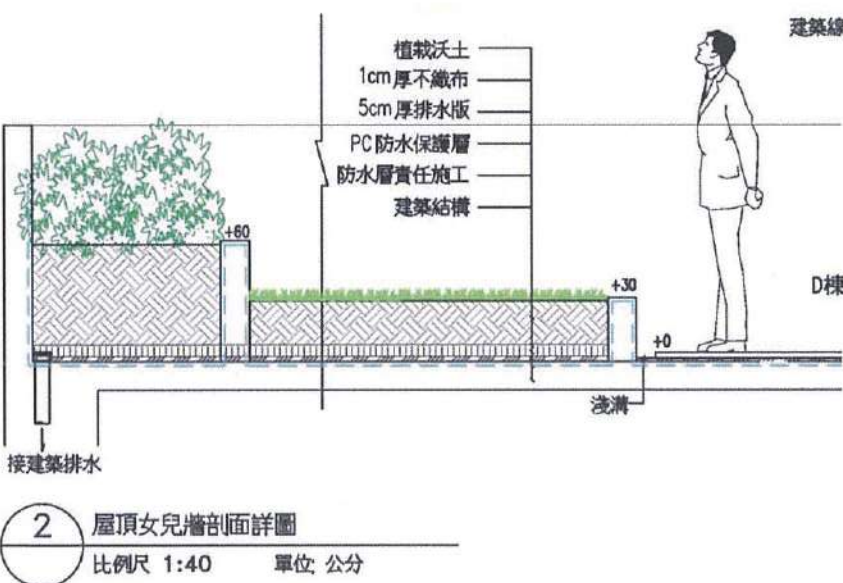 建築線
植栽沃土
1cm厚不織布
5cm厚排水版
PC防水保護層
防水層責任施工
建築結構
+60
+30
D棟
+0
淺溝
接建築排水
2
屋頂女兒牆剖面詳圖
比例尺 1:40 單位: 公分